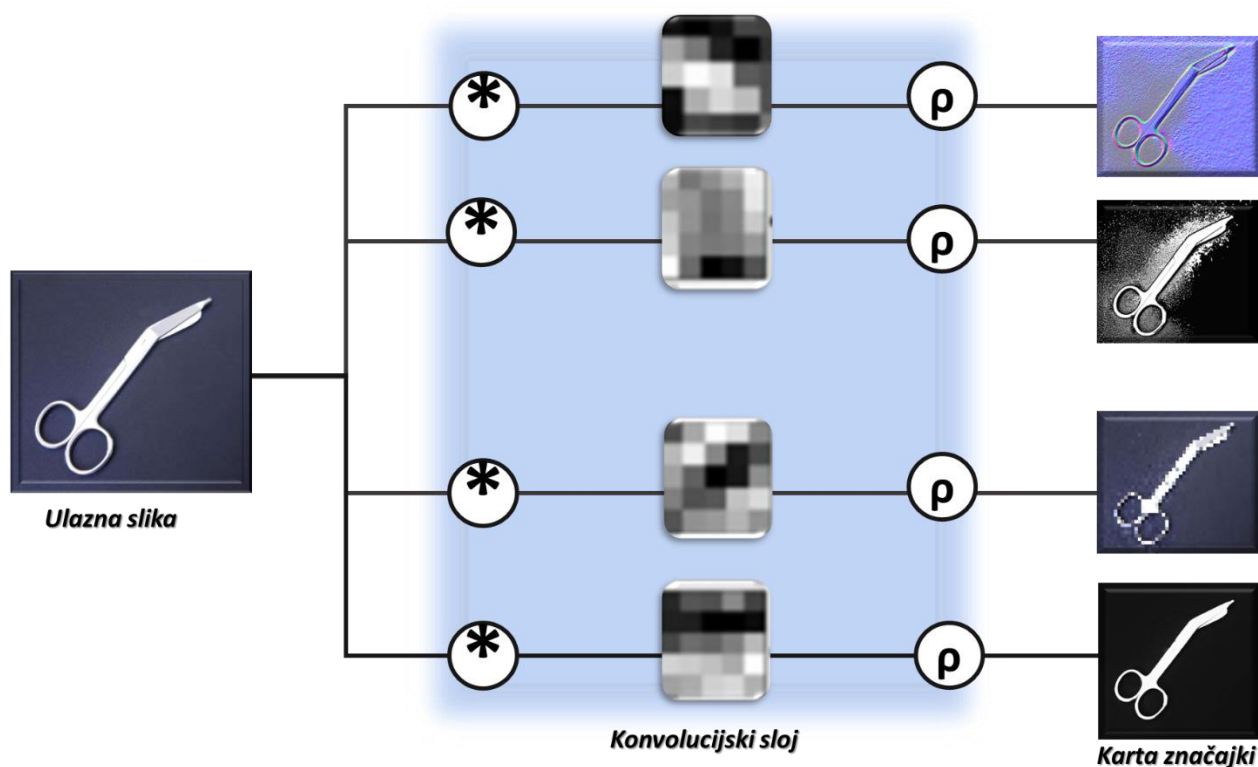 * ρ
* ρ
* ρ
* ρ
Ulazna slika
Konvolucijski sloj
Karta značajki